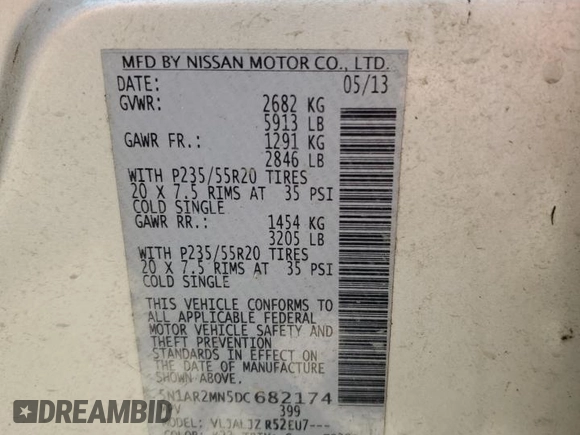 MFD BY NISSAN MOTOR CO., LTD.
DATE: 05/13
GVWR: 2682 KG
5913 LB
GAWR FR.: 1291 KG
2846 LB
WITH P235/55R20 TIRES
20 X 7.5 RIMS AT 35 PSI
COLD SINGLE
GAWR RR.: 1454 KG
3205 LB
WITH P235/55R20 TIRES
20 X 7.5 RIMS AT 35 PSI
COLD SINGLE
THIS VEHICLE CONFORMS TO
ALL APPLICABLE FEDERAL
MOTOR VEHICLE SAFETY AND
THEFT PREVENTION
STANDARDS IN EFFECT ON
THE DATE OF MANUFACTURE
SHOWN ABOVE.
5N1AR2MN5DC682174
399
MODEL: VLJALJZ R52EU7---
COLOR:
AutoHelperBot.com